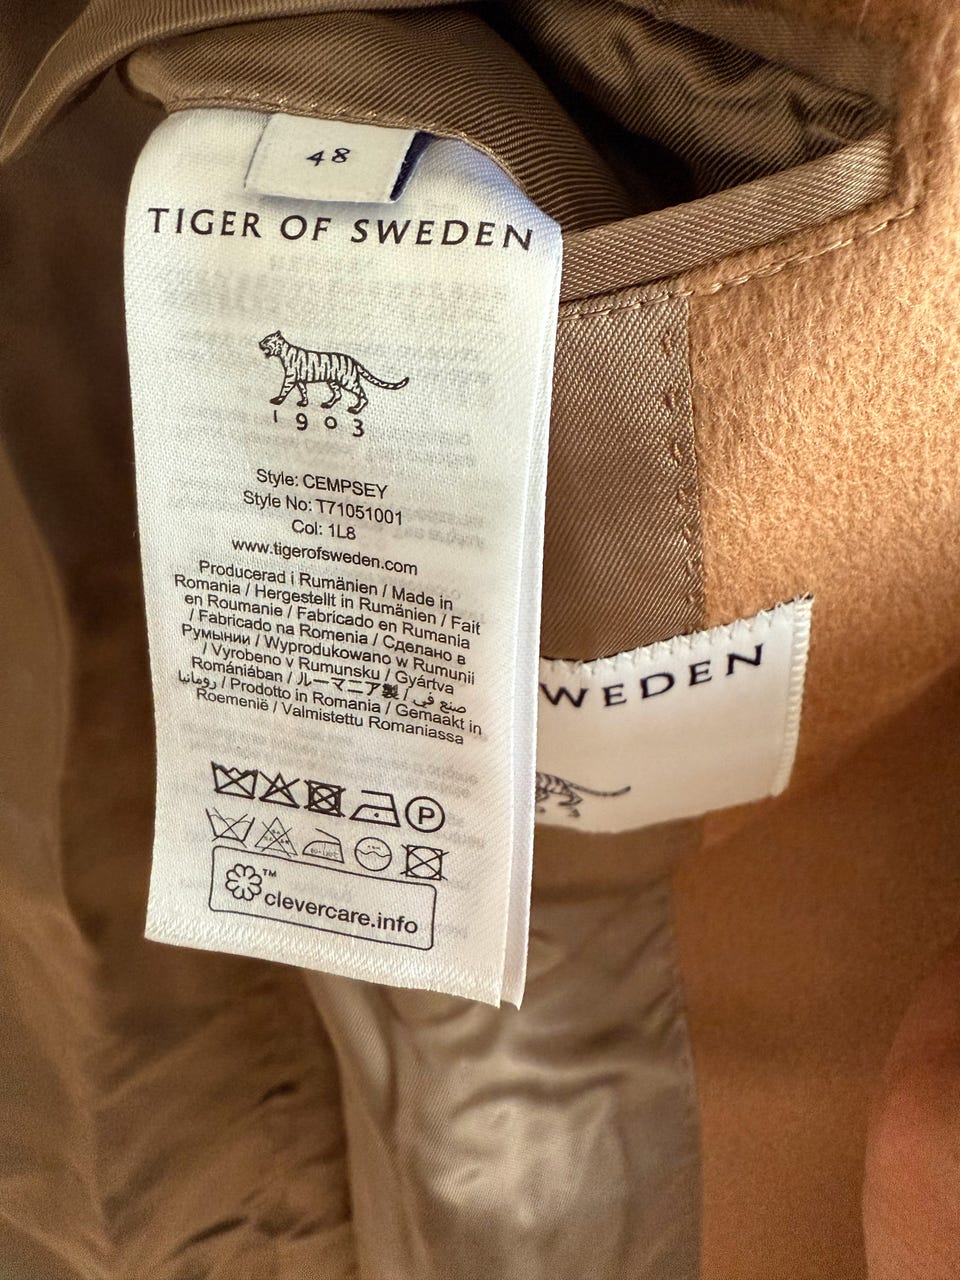 48
TIGER OF SWEDEN
1903
Style: CEMPSEY
Style No: T71051001
Col: 1L8
www.tigerofsweden.com
Producerad i Rumänien / Made in
Romania / Hergestellt in Rumänien / Fait
en Roumanie / Fabricado en Rumania
/ Fabricado na Romenia / Сделано в
Румынии / Wyprodukowano w Rumunii
/ Vyrobeno v Rumunsku / Gyártva
Romániában / ルーマニア製 / صنع في
رومانيا / Prodotto in Romania / Gemaakt in
Roemenië / Valmistettu Romaniassa
P
™
clevercare.info
WEDEN